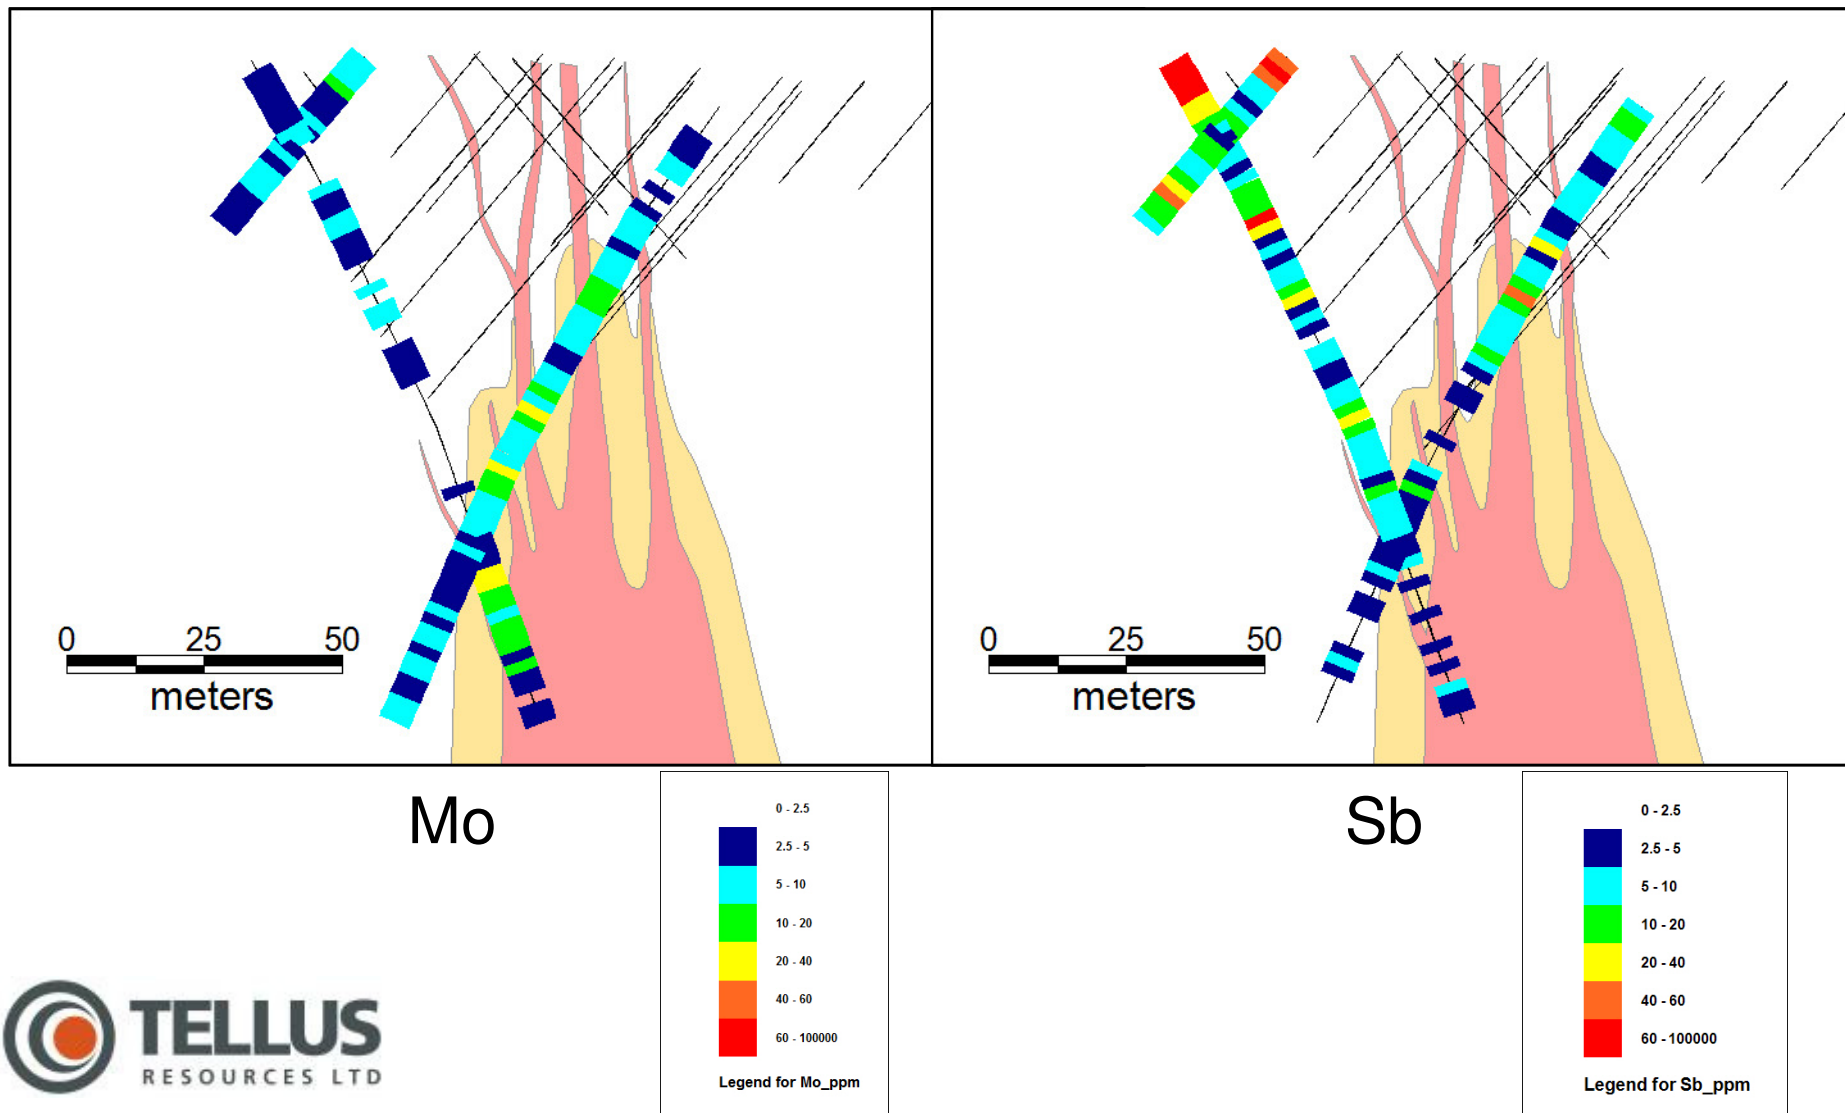 0 25 50
meters
0 25 50
meters
Mo
0 - 2.5
2.5 - 5
5 - 10
10 - 20
20 - 40
40 - 60
60 - 100000
Legend for Mo_ppm
Sb
0 - 2.5
2.5 - 5
5 - 10
10 - 20
20 - 40
40 - 60
60 - 100000
Legend for Sb_ppm
TELLUS
RESOURCES LTD